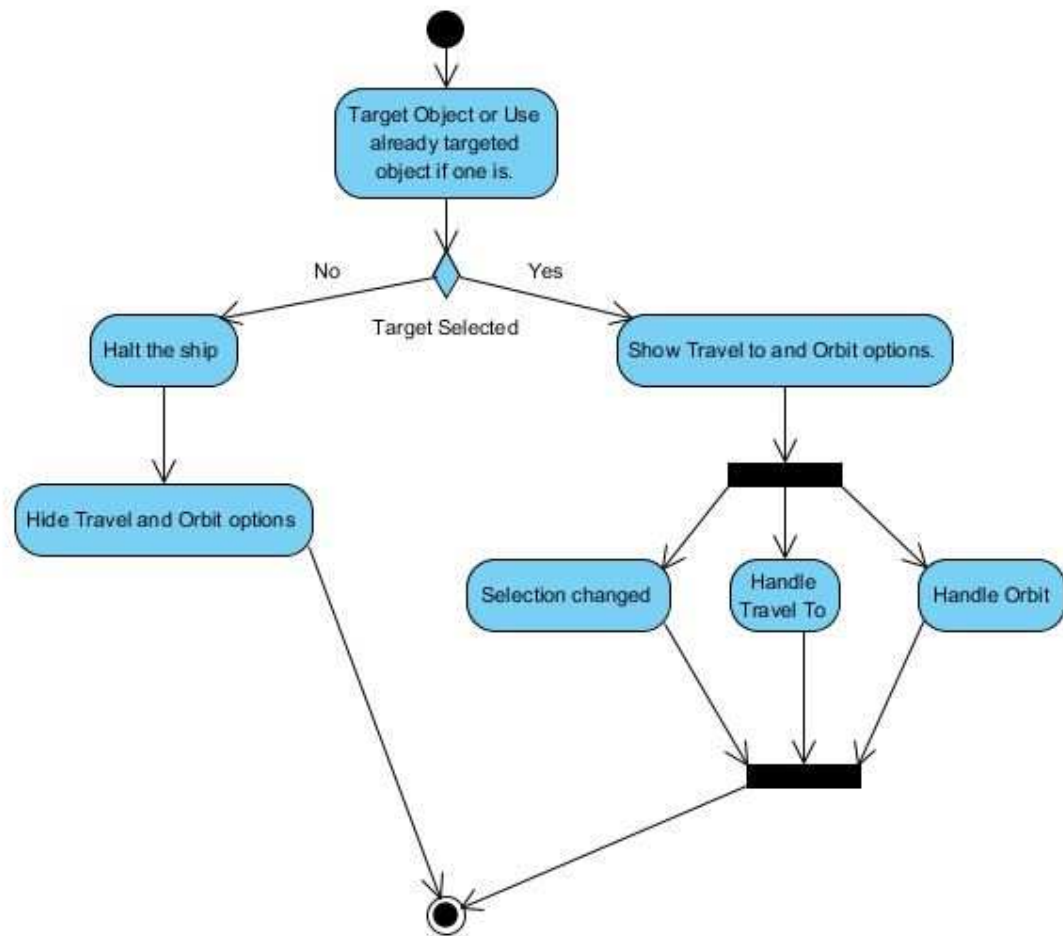 Target Object or Use
already targeted
object if one is.
No
Yes
Target Selected
Halt the ship
Show Travel to and Orbit options.
Hide Travel and Orbit options
Selection changed
Handle
Travel To
Handle Orbit